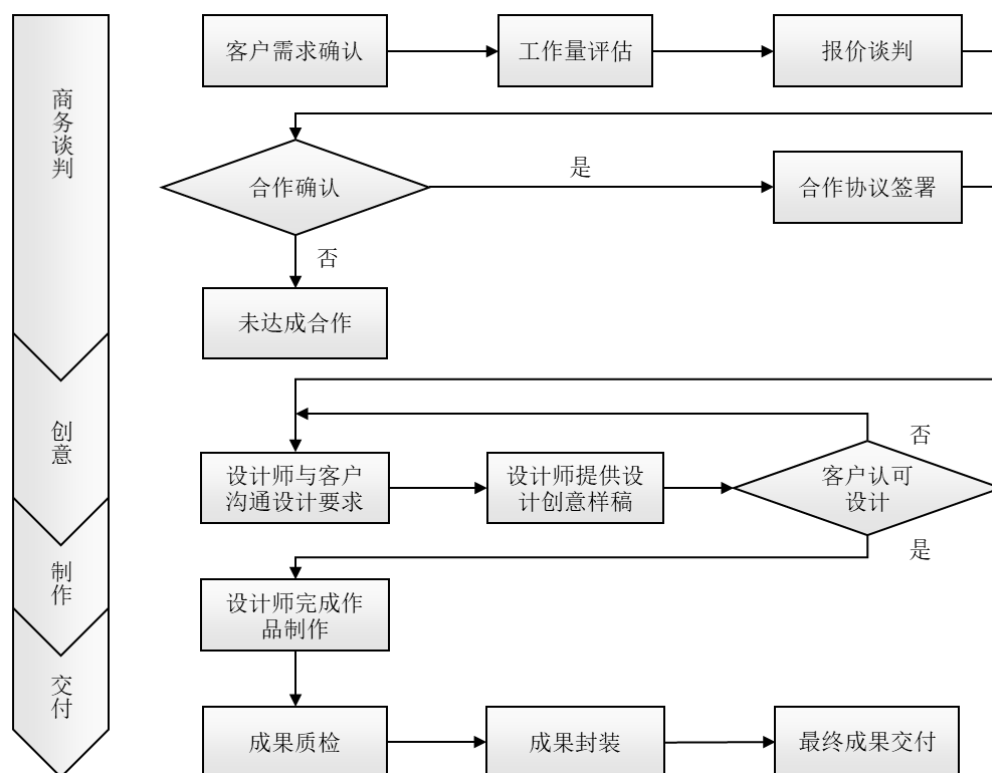 商务谈判
客户需求确认
工作量评估
报价谈判
合作确认
是
合作协议签署
否
未达成合作
创意
设计师与客户
沟通设计要求
设计师提供设
计创意样稿
客户认可
设计
否
是
制作
设计师完成作
品制作
交付
成果质检
成果封装
最终成果交付